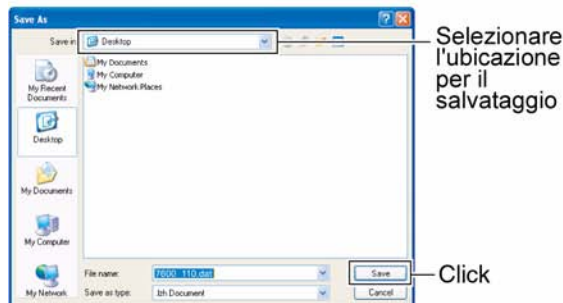 Save As
Save in:
Desktop
My Recent
Documents
Desktop
My Documents
My Computer
My Network
My Documents
My Computer
My Network Places
File name:
7600_110.dat
Save
Save as type:
lzh Document
Cancel
Selezionare
l'ubicazione
per il
salvataggio
Click